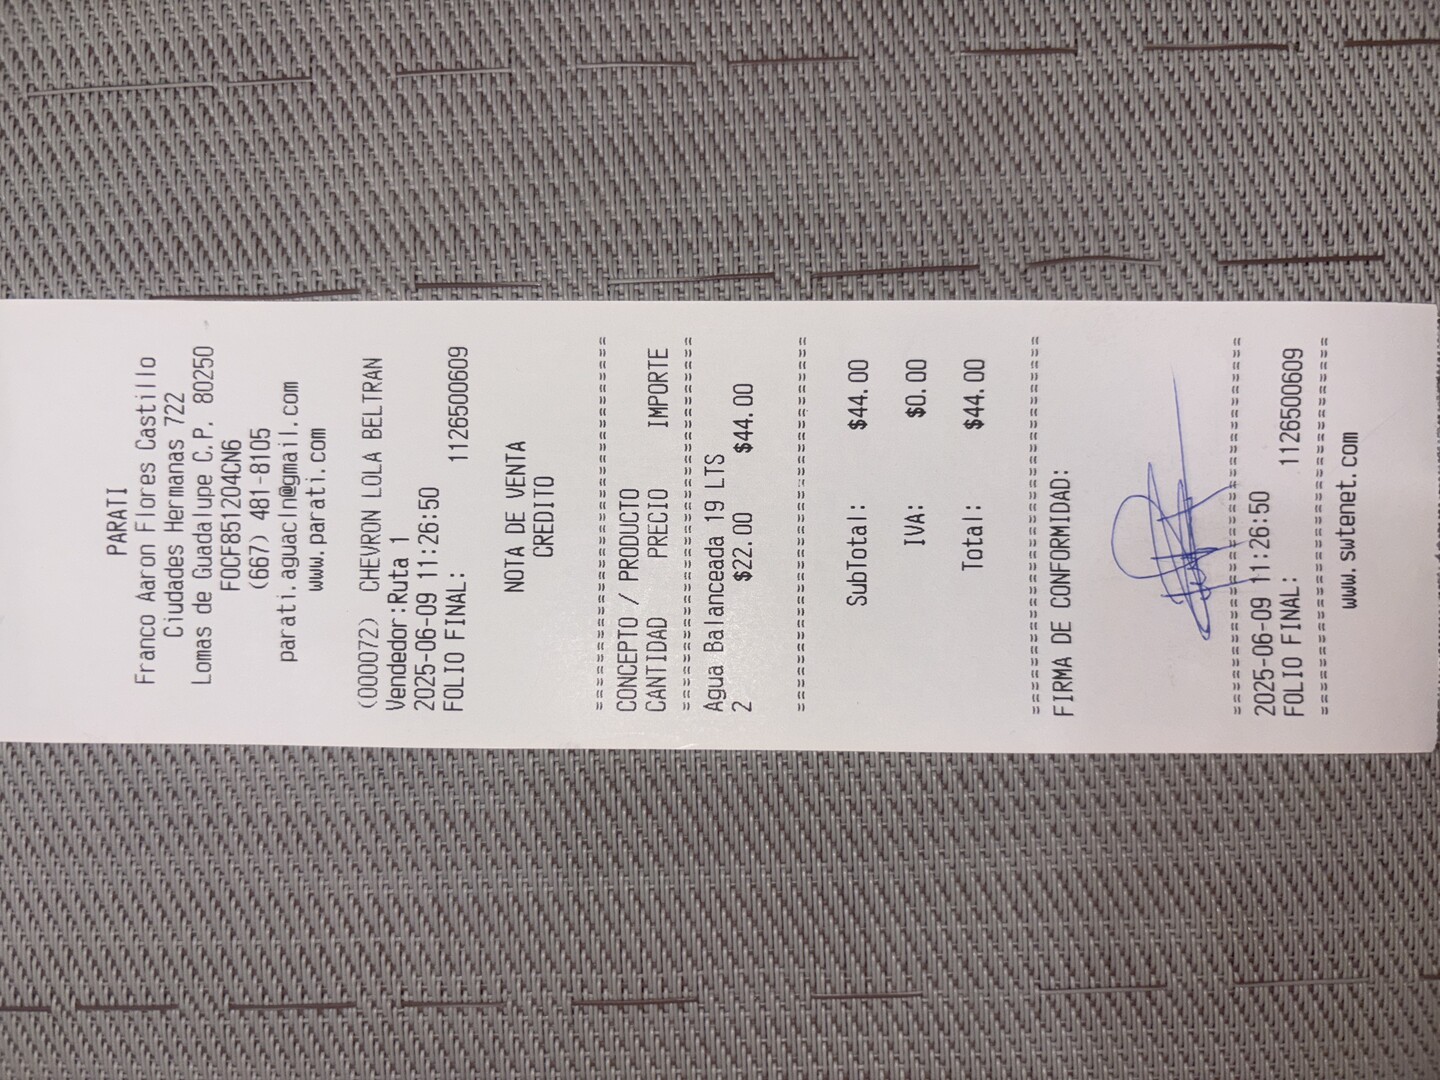 PARATI
Franco Aaron Flores Castillo
Ciudades Hermanas 722
Lomas de Guadalupe C.P. 80250
FOCF851204CN6
(667) 481-8105
parati.aguacln@gmail.com
www.parati.com
(000072) CHEVRON LOLA BELTRAN
Vendedor:Ruta 1
2025-06-09 11:26:50
FOLIO FINAL: 1126500609
NOTA DE VENTA
CREDITO
==============================
CONCEPTO / PRODUCTO
CANTIDAD PRECIO IMPORTE
==============================
Agua Balanceada 19 LTS
2 $22.00 $44.00
==============================
SubTotal: $44.00
IVA: $0.00
Total: $44.00
==============================
FIRMA DE CONFORMIDAD:
==============================
2025-06-09 11:26:50
FOLIO FINAL: 1126500609
==============================
www.swtenet.com